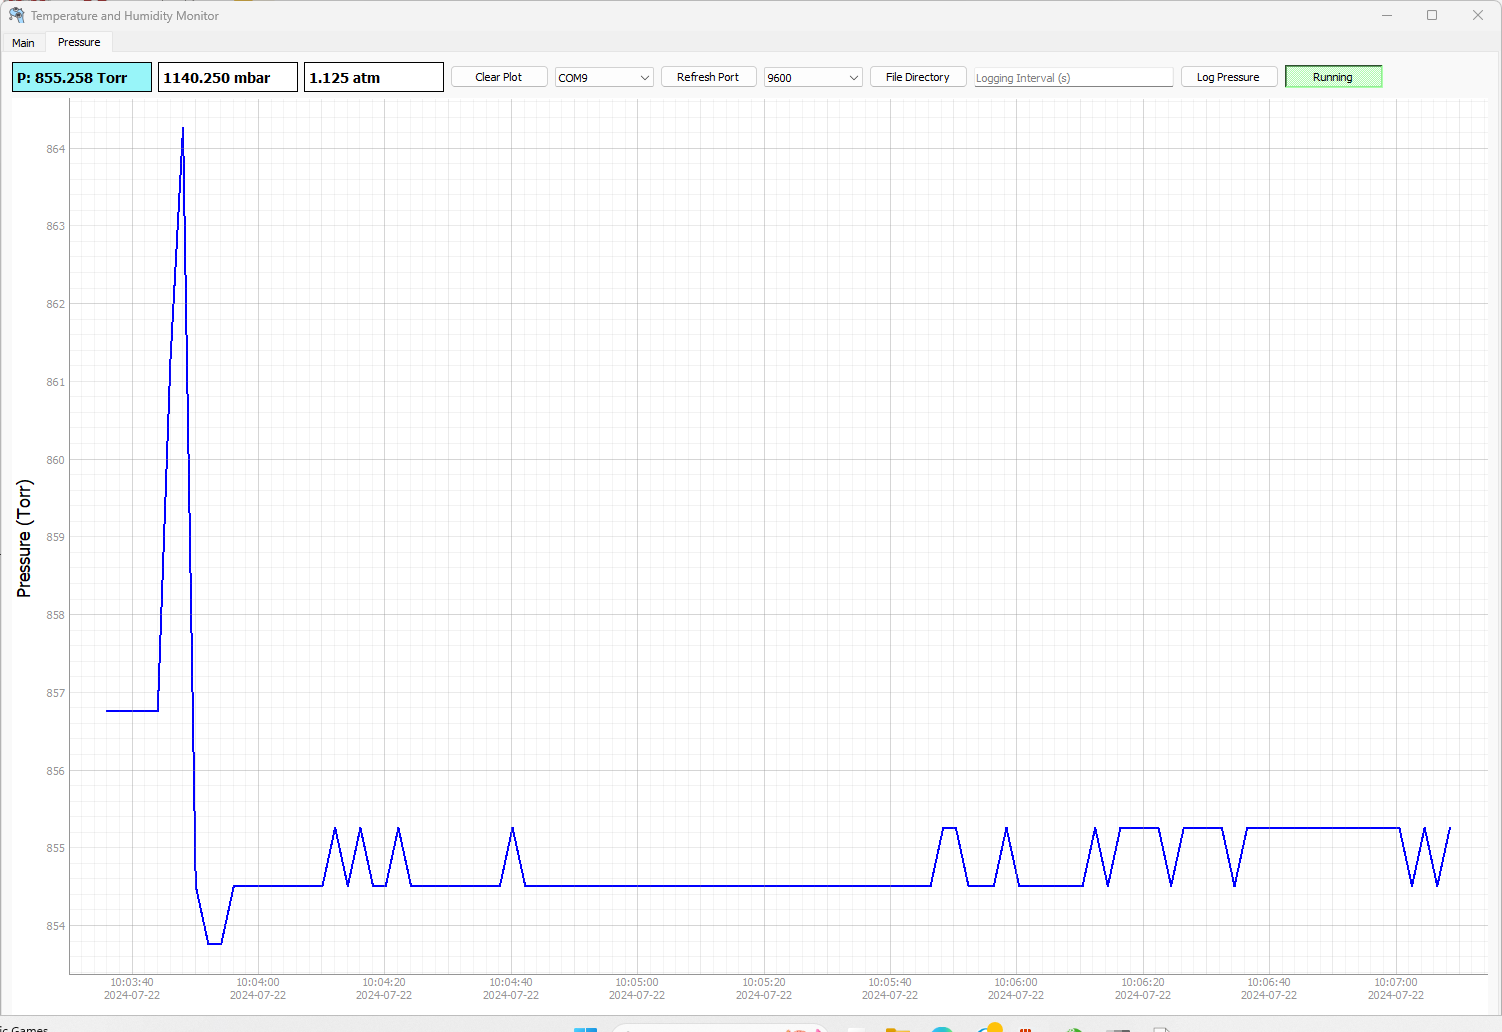 Temperature and Humidity Monitor
Main Pressure
P: 855.258 Torr 1140.250 mbar 1.125 atm Clear Plot COM9 Refresh Port 9600 File Directory Logging Interval (s) Log Pressure Running
864
863
862
861
860
859
858
857
856
855
854
Pressure (Torr)
10:03:40 10:04:00 10:04:20 10:04:40 10:05:00 10:05:20 10:05:40 10:06:00 10:06:20 10:06:40 10:07:00
2024-07-22 2024-07-22 2024-07-22 2024-07-22 2024-07-22 2024-07-22 2024-07-22 2024-07-22 2024-07-22 2024-07-22 2024-07-22
ic Games